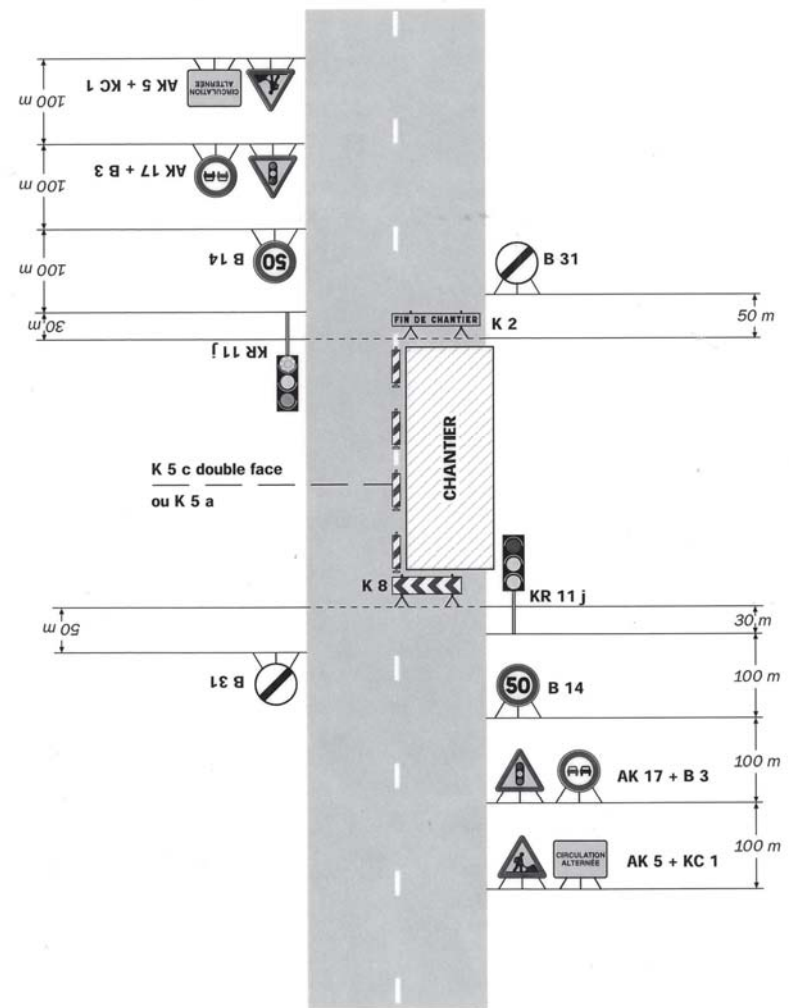 100 m
AK 5 + KC 1
CIRCULATION
ALTERNÉE
100 m
AK 17 + B 3
100 m
B 14
50
30 m
KR 11 j
B 31
50 m
FIN DE CHANTIER
K 2
CHANTIER
K 5 c double face
ou K 5 a
K 8
KR 11 j
30 m
50 m
B 31
50
B 14
100 m
AK 17 + B 3
100 m
CIRCULATION
ALTERNÉE
AK 5 + KC 1
100 m